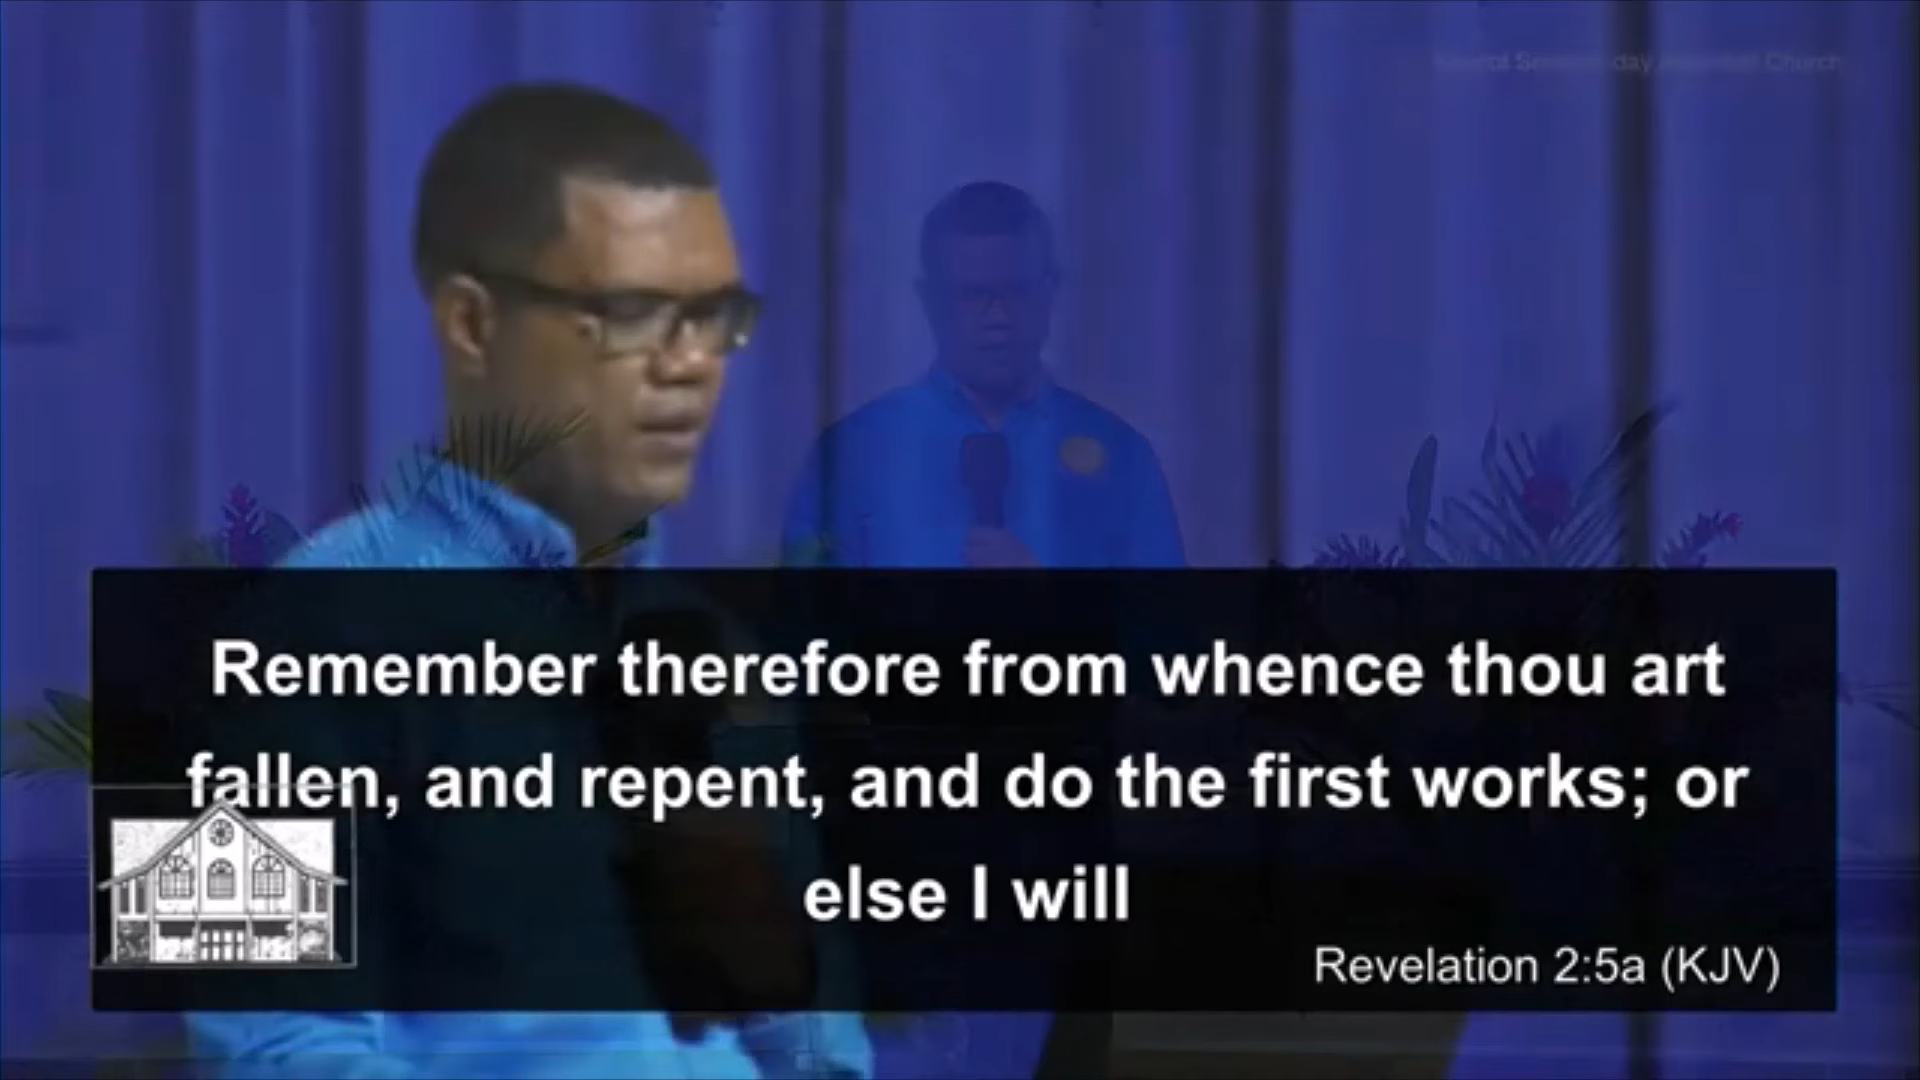 Church
Remember therefore from whence thou art
fallen, and repent, and do the first works; or
else I will
Revelation 2:5a (KJV)